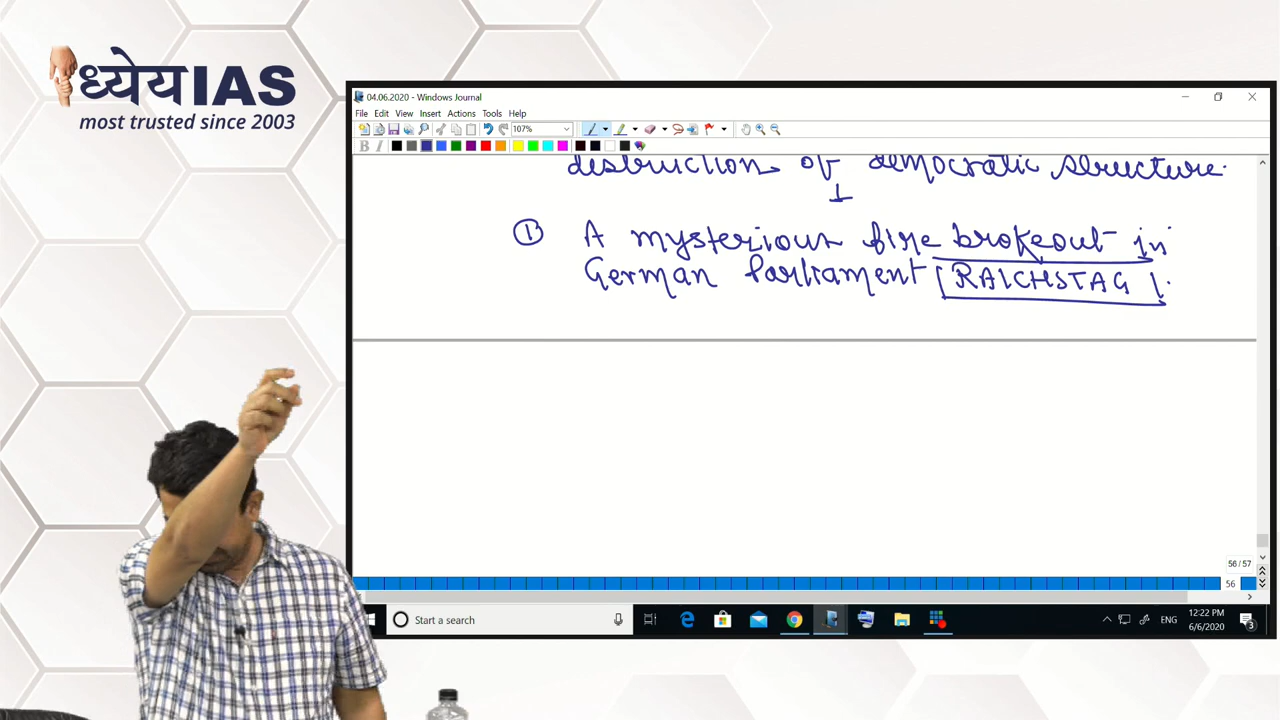 ध्येय IAS
most trusted since 2003
04.06.2020 - Windows Journal
File Edit View Insert Actions Tools Help
107%
B I
destruction of democratic structure.
① A mysterious fire brokeout in
German Parliament [RAICHSTAG].
56 / 57
56
Start a search
ENG
12:22 PM
6/6/2020
3